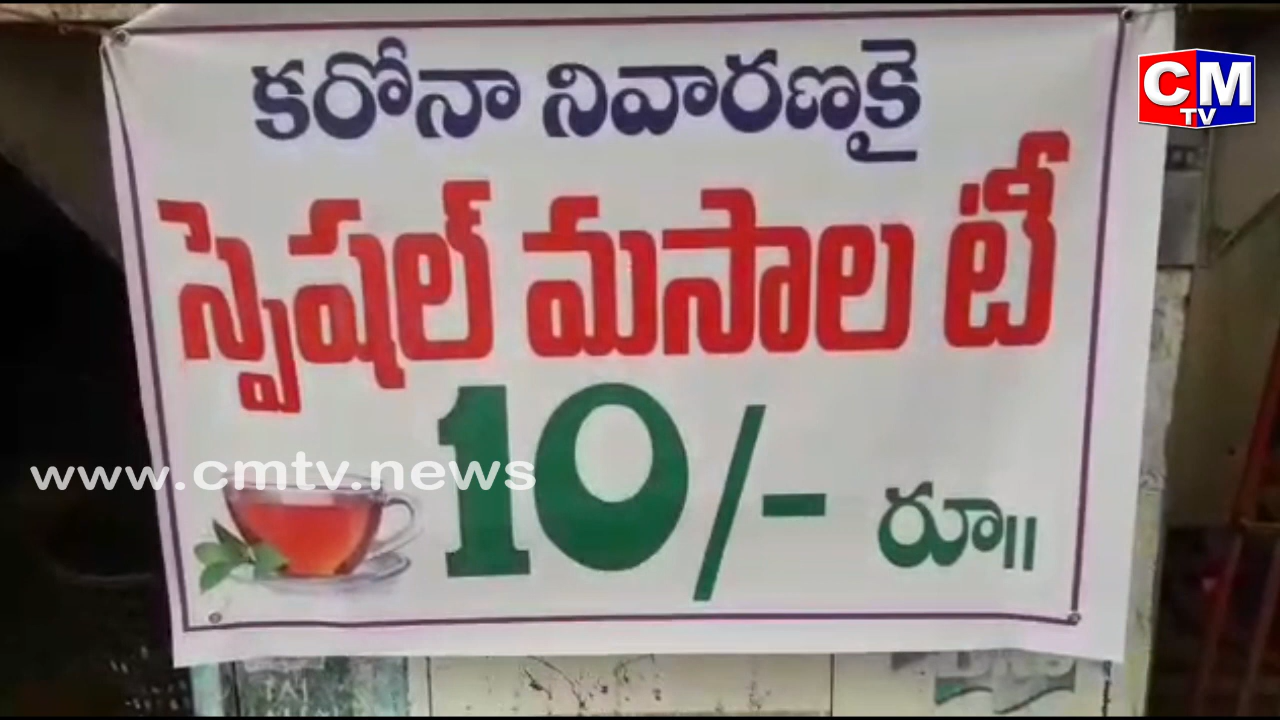 CM
TV
కరోనా నివారణకై
స్పెషల్ మసాల టీ
10/- రూ॥
www.cmtv.news